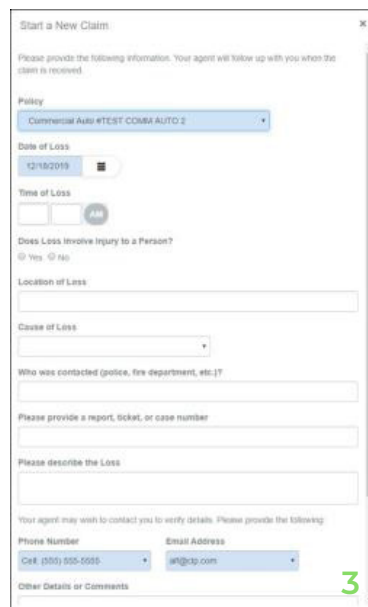 Start a New Claim ×
Please provide the following information. Your agent will follow up with you when the
claim is received.
Policy
Commercial Auto #TEST COMM AUTO 2
Date of Loss
12/18/2019
Time of Loss
AM
Does Loss Involve Injury to a Person?
Yes No
Location of Loss
Cause of Loss
Who was contacted (police, fire department, etc.)?
Please provide a report, ticket, or case number
Please describe the Loss
Your agent may wish to contact you to verify details. Please provide the following
Phone Number Email Address
Cell: (555) 555-5555
Other Details or Comments
3